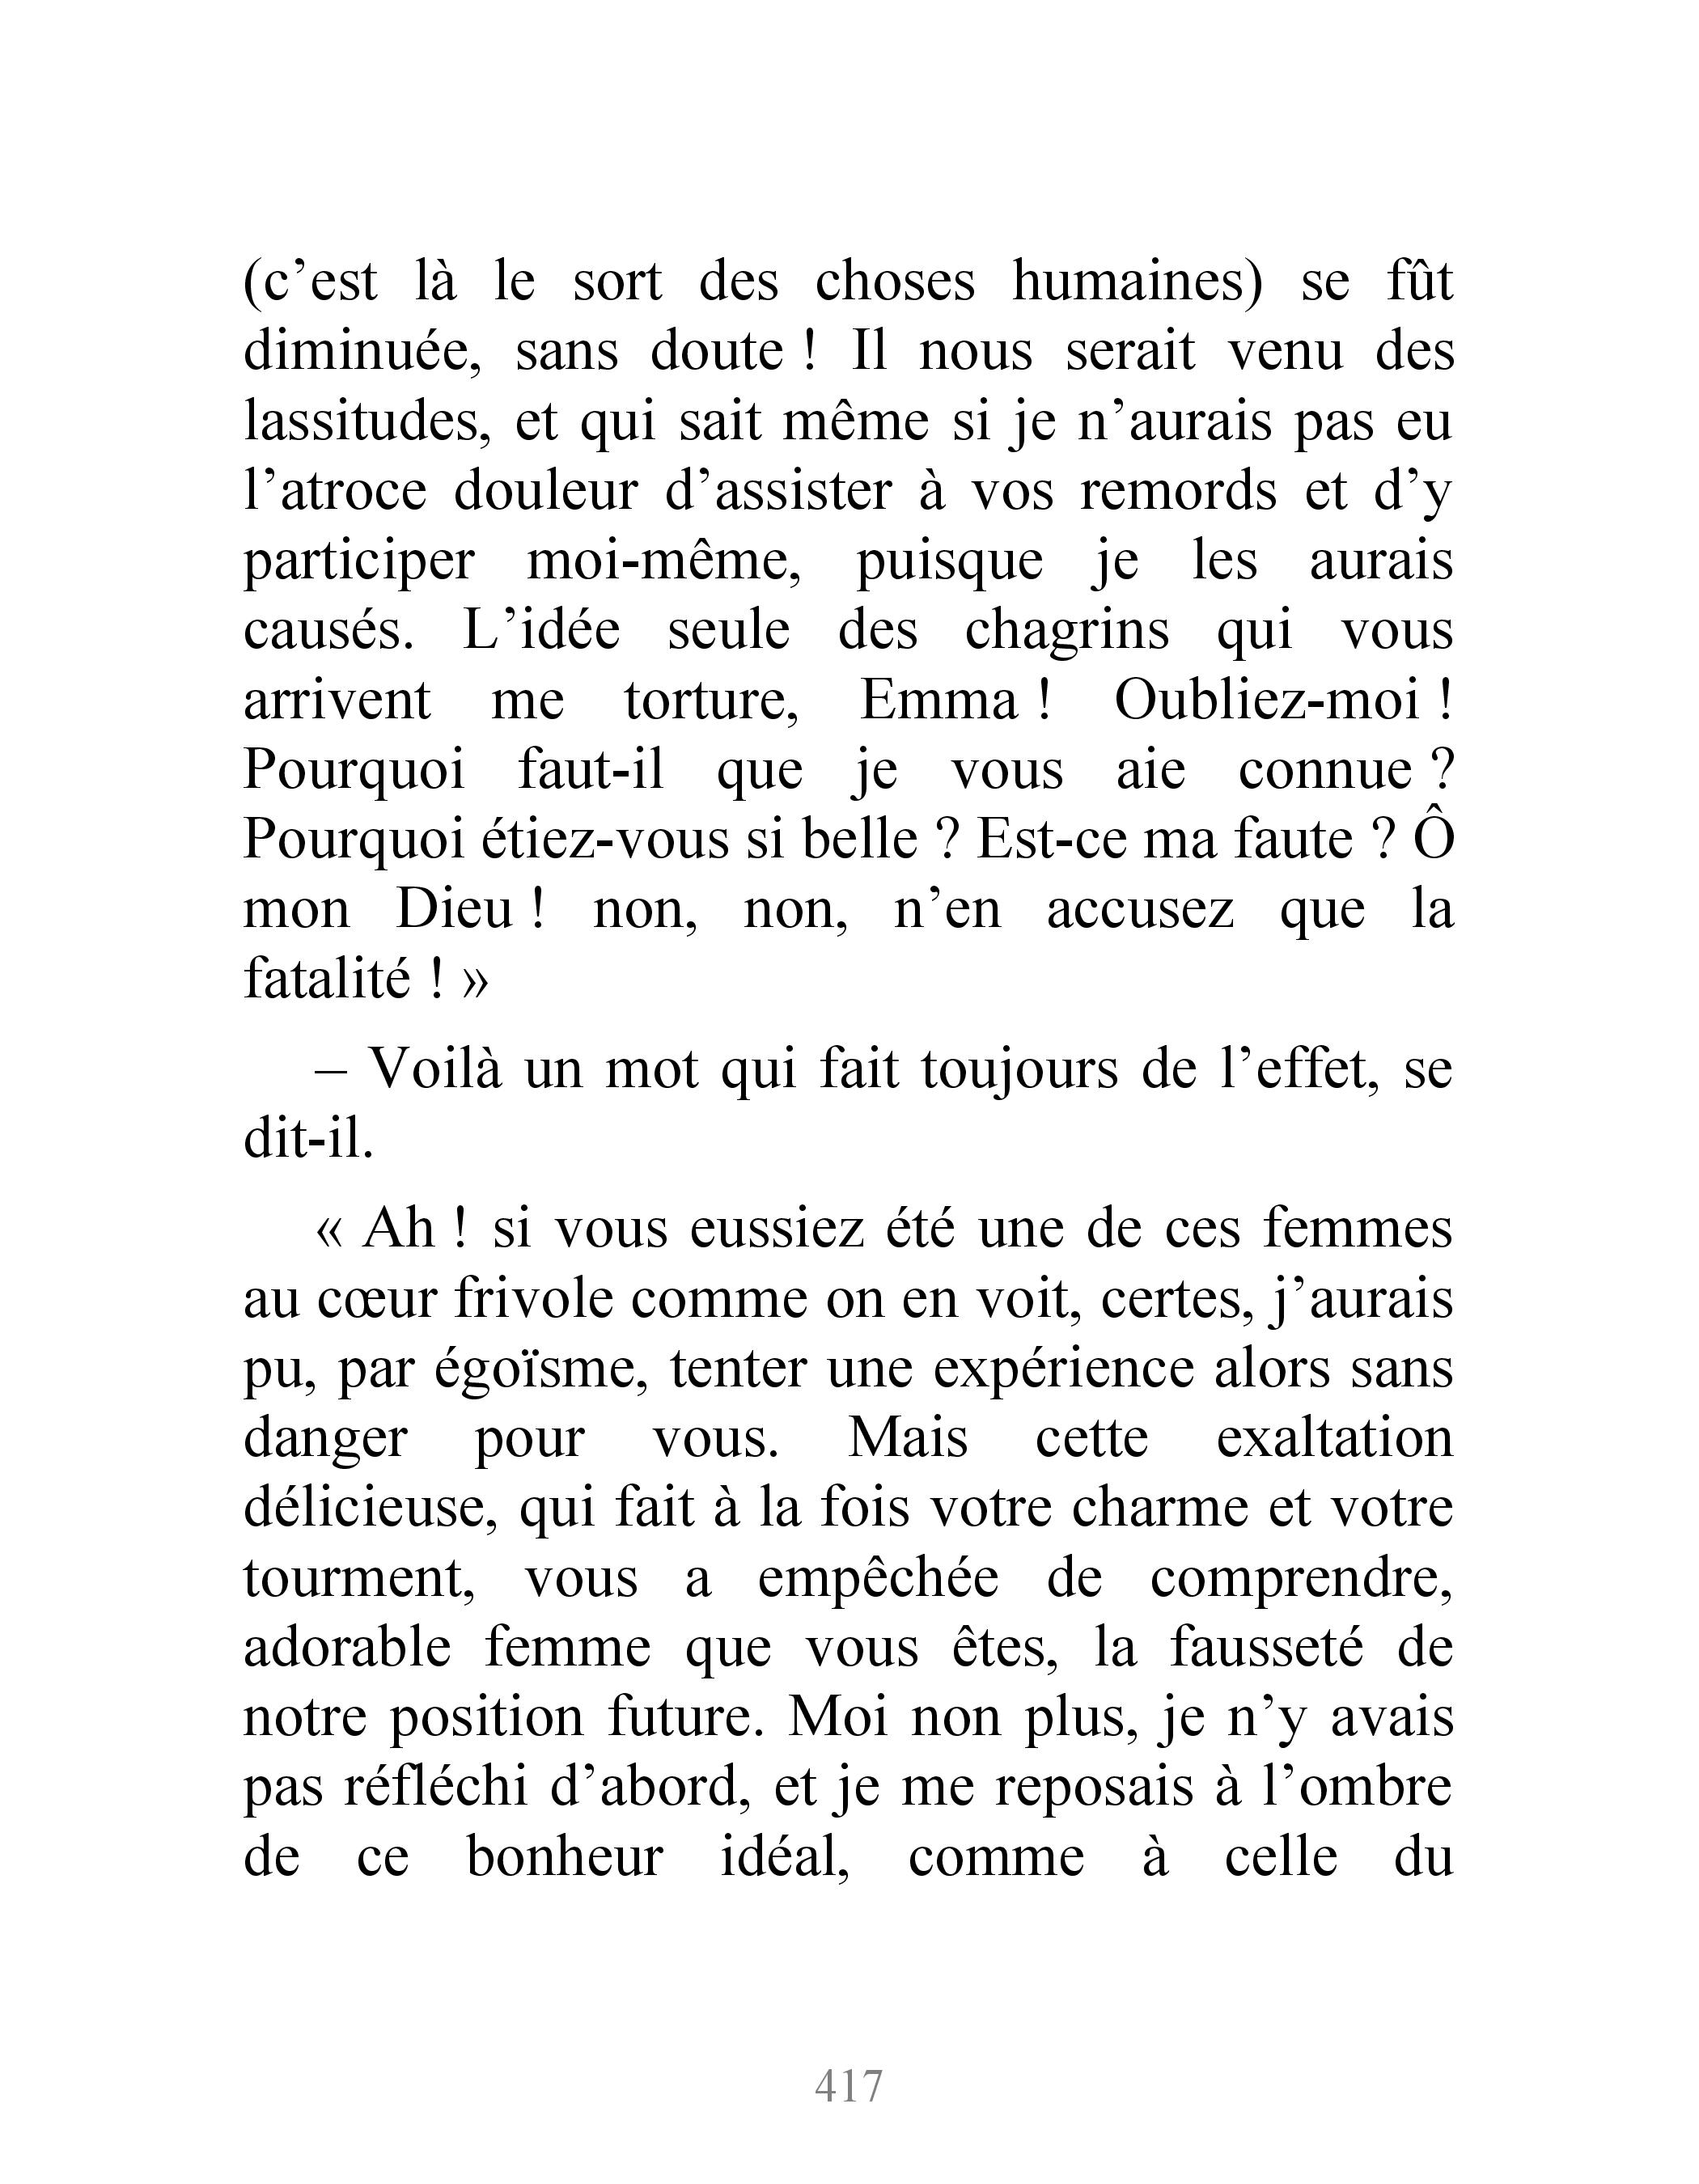 (c’est là le sort des choses humaines) se fût
diminuée, sans doute ! Il nous serait venu des
lassitudes, et qui sait même si je n’aurais pas eu
l’atroce douleur d’assister à vos remords et d’y
participer moi-même, puisque je les aurais
causés. L’idée seule des chagrins qui vous
arrivent me torture, Emma ! Oubliez-moi !
Pourquoi faut-il que je vous aie connue ?
Pourquoi étiez-vous si belle ? Est-ce ma faute ? Ô
mon Dieu ! non, non, n’en accusez que la
fatalité ! »
– Voilà un mot qui fait toujours de l’effet, se
dit-il.
« Ah ! si vous eussiez été une de ces femmes
au cœur frivole comme on en voit, certes, j’aurais
pu, par égoïsme, tenter une expérience alors sans
danger pour vous. Mais cette exaltation
délicieuse, qui fait à la fois votre charme et votre
tourment, vous a empêchée de comprendre,
adorable femme que vous êtes, la fausseté de
notre position future. Moi non plus, je n’y avais
pas réfléchi d’abord, et je me reposais à l’ombre
de ce bonheur idéal, comme à celle du
417